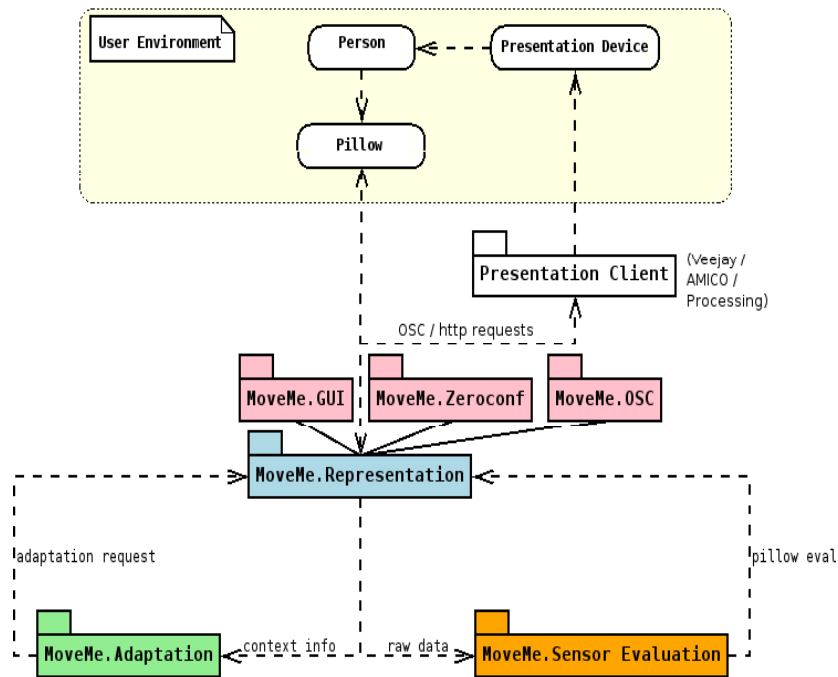 User Environment
Person
Presentation Device
Pillow
Presentation Client
(Veejay /
AMICO /
Processing)
OSC / http requests
MoveMe.GUI
MoveMe.Zeroconf
MoveMe.OSC
MoveMe.Representation
adaptation request
pillow eval
MoveMe.Adaptation
context info
raw data
MoveMe.Sensor Evaluation